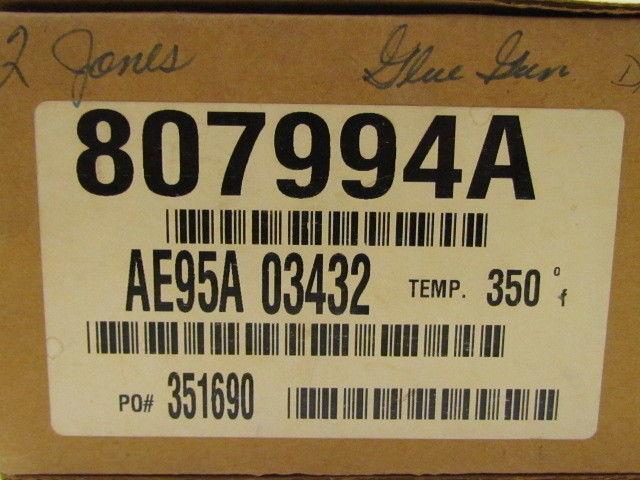 2 Jones Glue Gun
807994A
AE95A 03432 TEMP. 350°f
PO# 351690